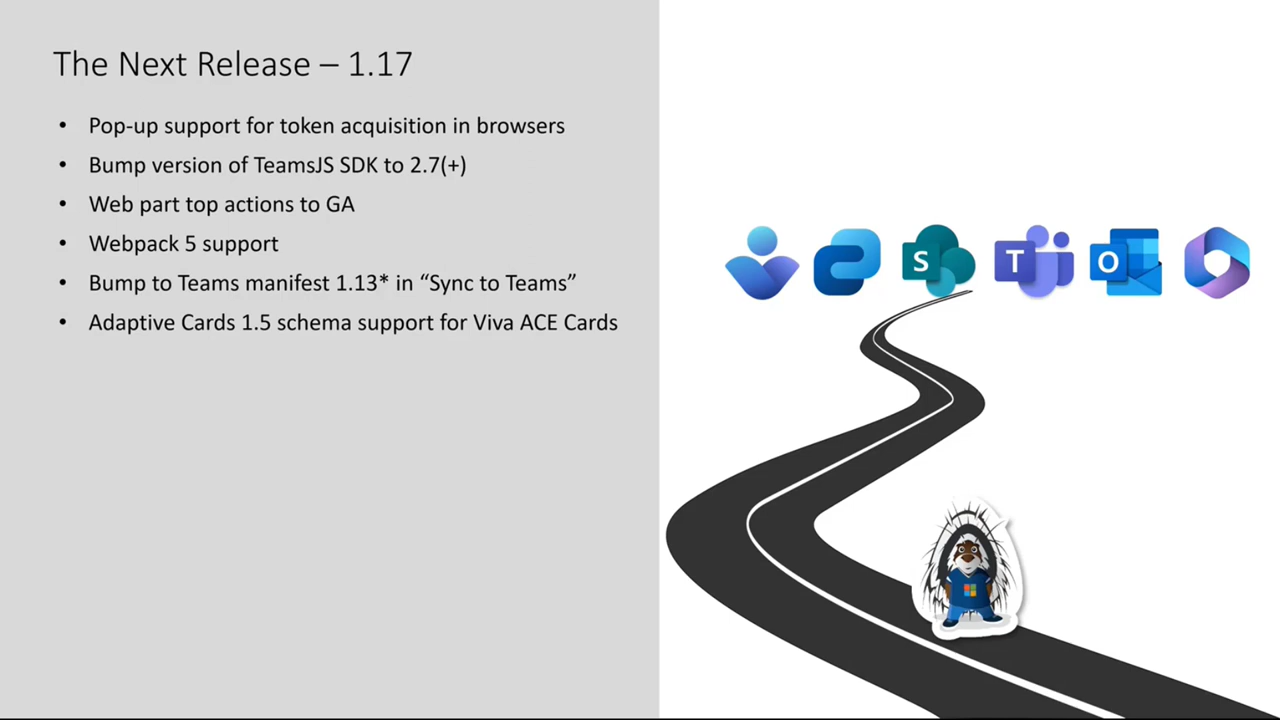 The Next Release – 1.17
• Pop-up support for token acquisition in browsers
• Bump version of TeamsJS SDK to 2.7(+)
• Web part top actions to GA
• Webpack 5 support
Bump to Teams manifest 1.13* in “Sync to Teams”
• Adaptive Cards 1.5 schema support for Viva ACE Cards
S T O